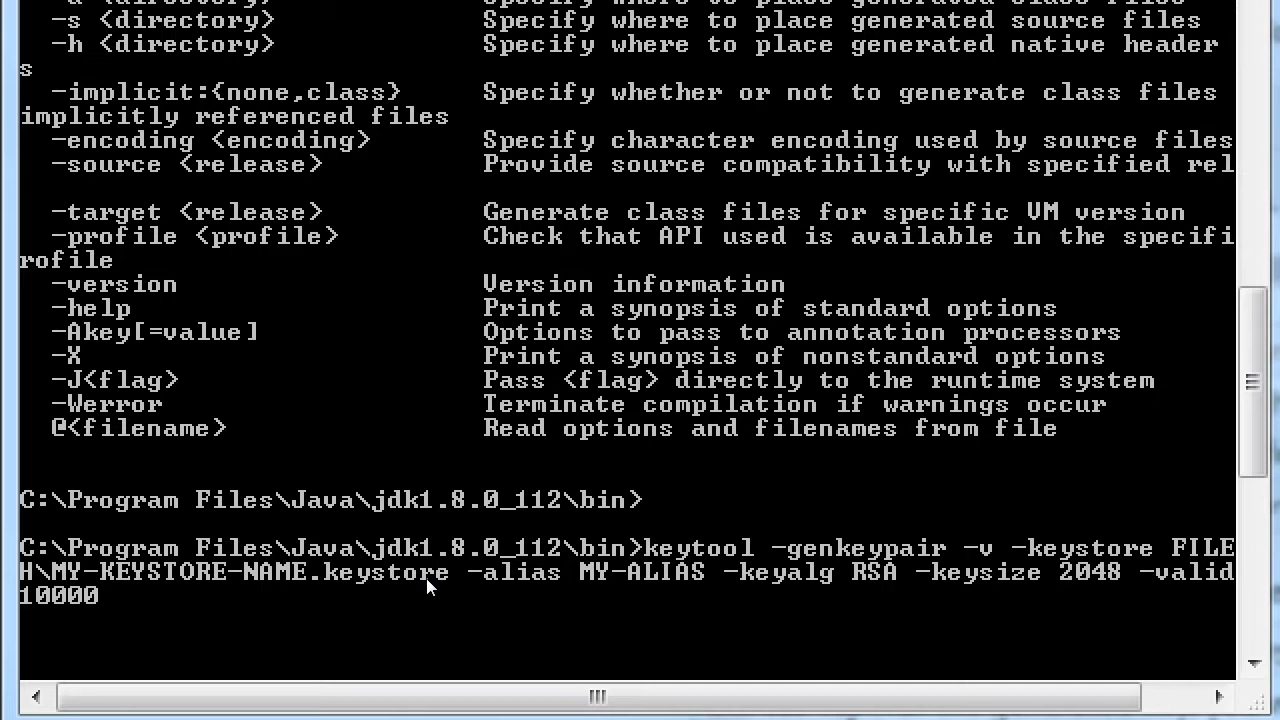 -s <directory> Specify where to place generated source files
-h <directory> Specify where to place generated native header
s
-implicit:{none,class} Specify whether or not to generate class files
implicitly referenced files
-encoding <encoding> Specify character encoding used by source files
-source <release> Provide source compatibility with specified rel
-target <release> Generate class files for specific VM version
-profile <profile> Check that API used is available in the specifi
rofile
-version Version information
-help Print a synopsis of standard options
-Akey[=value] Options to pass to annotation processors
-X Print a synopsis of nonstandard options
-J<flag> Pass <flag> directly to the runtime system
-Werror Terminate compilation if warnings occur
@<filename> Read options and filenames from file
C:\Program Files\Java\jdk1.8.0_112\bin>
C:\Program Files\Java\jdk1.8.0_112\bin>keytool -genkeypair -v -keystore FILE
H\MY-KEYSTORE-NAME.keystore -alias MY-ALIAS -keyalg RSA -keysize 2048 -valid
10000